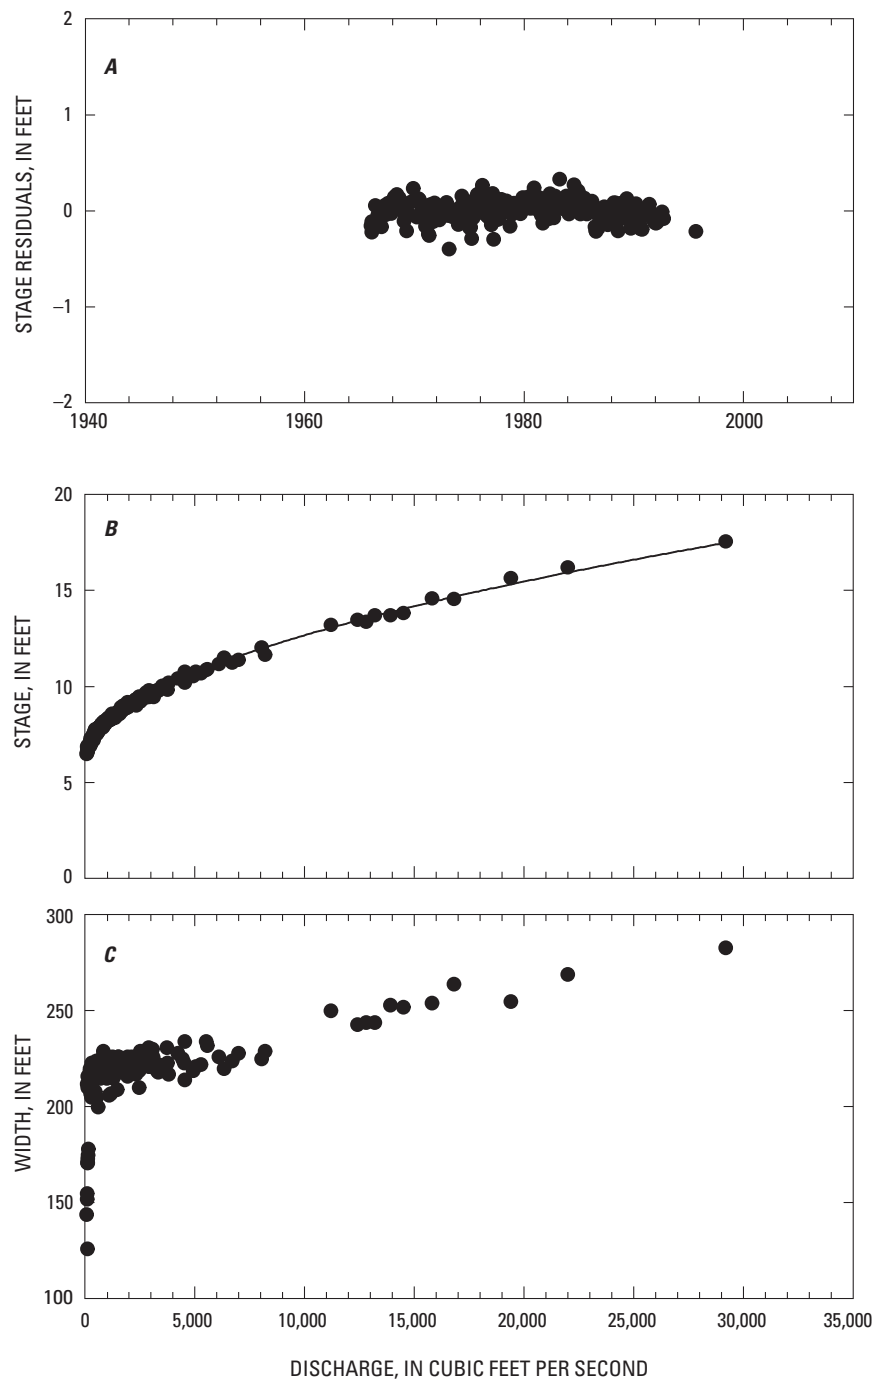 2
A
1
0
–1
–2
STAGE RESIDUALS, IN FEET
1940 1960 1980 2000
20
B
15
10
5
0
STAGE, IN FEET
300
C
250
200
150
100
WIDTH, IN FEET
0 5,000 10,000 15,000 20,000 25,000 30,000 35,000
DISCHARGE, IN CUBIC FEET PER SECOND